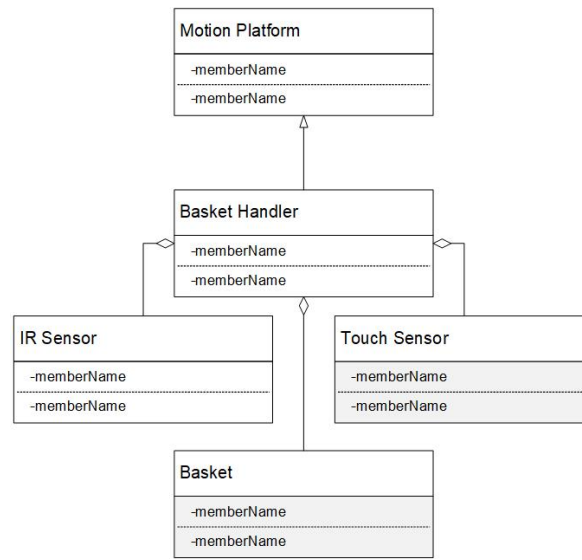 Motion Platform
-memberName
-memberName
Basket Handler
-memberName
-memberName
IR Sensor
-memberName
-memberName
Touch Sensor
-memberName
-memberName
Basket
-memberName
-memberName